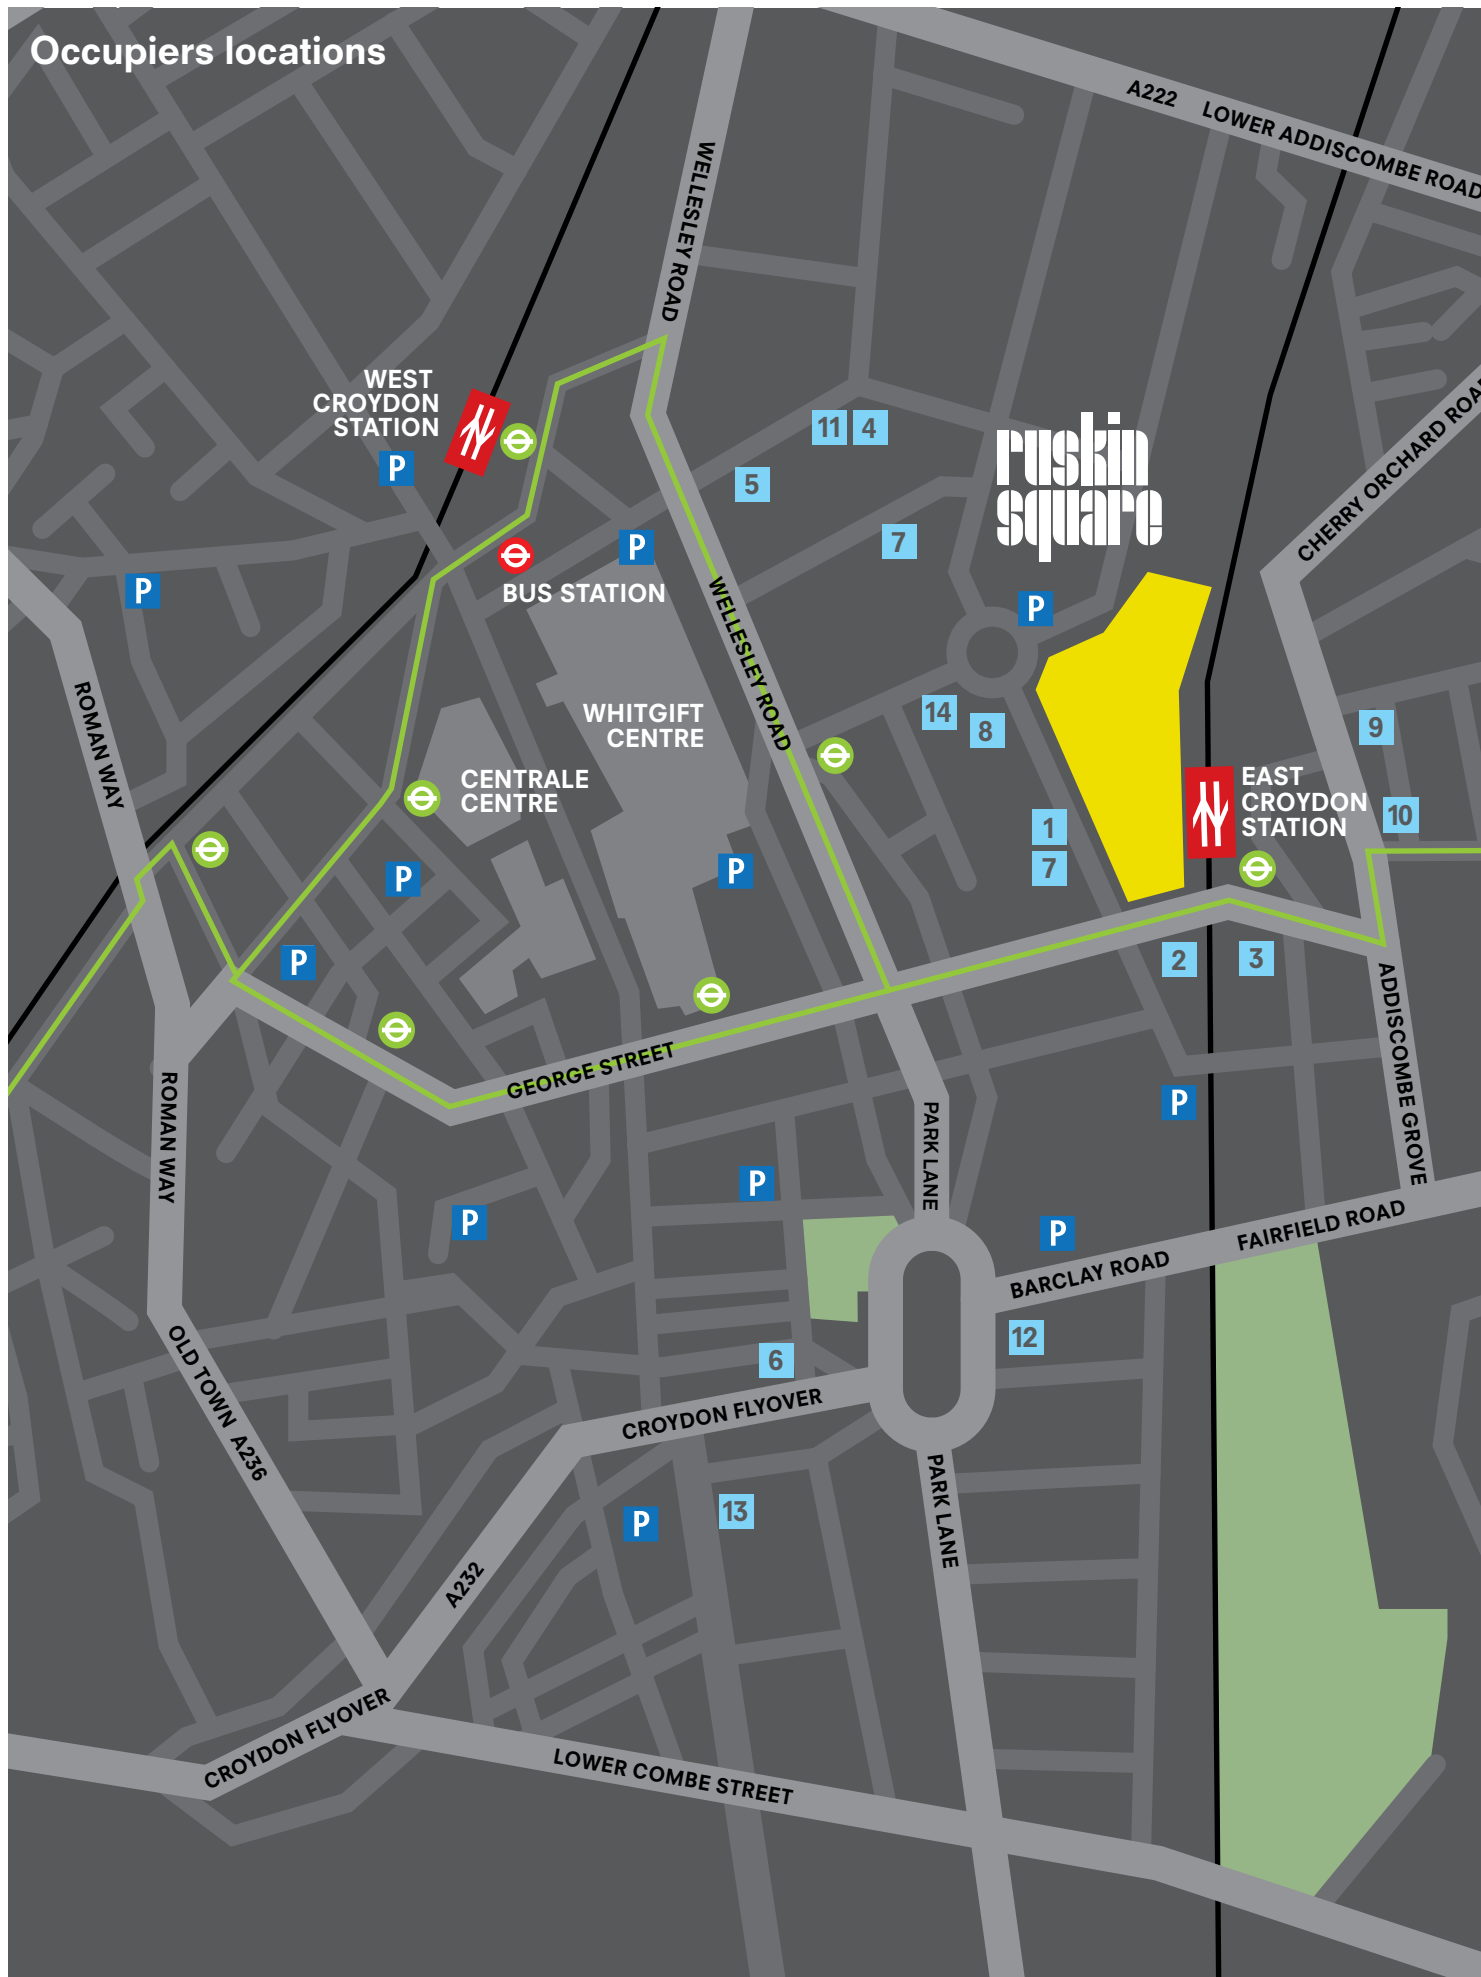 Occupiers locations
A222
LOWER ADDISCOMBE ROAD
WELLESLEY ROAD
WEST
CROYDON
STATION
P
11
4
5
ruskin
square
CHERRY ORCHARD ROAD
7
P
P
BUS STATION
P
P
WELLESLEY ROAD
ROMAN WAY
WHITGIFT
CENTRE
14
8
9
CENTRALE
CENTRE
EAST
CROYDON
STATION
10
1
7
P
P
P
2
3
ADDISCOMBE GROVE
GEORGE STREET
ROMAN WAY
PARK LANE
P
P
P
P
FAIRFIELD ROAD
BARCLAY ROAD
12
6
OLD TOWN
A236
CROYDON FLYOVER
PARK LANE
13
P
A232
CROYDON FLYOVER
LOWER COMBE STREET